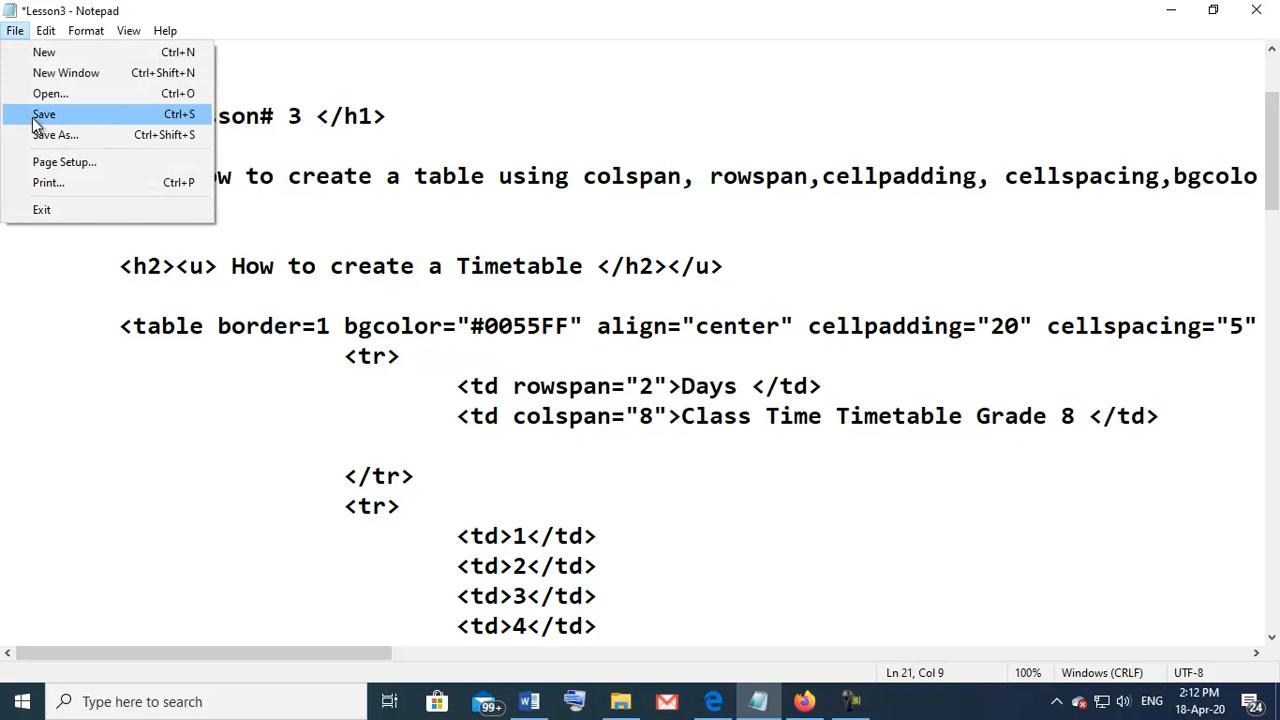 *Lesson3 - Notepad
File Edit Format View Help
New Ctrl+N
New Window Ctrl+Shift+N
Open... Ctrl+O
Save Ctrl+S
Save As... Ctrl+Shift+S
Page Setup...
Print... Ctrl+P
Exit
son# 3 </h1>
w to create a table using colspan, rowspan,cellpadding, cellspacing,bgcolo
<h2><u> How to create a Timetable </h2></u>
<table border=1 bgcolor="#0055FF" align="center" cellpadding="20" cellspacing="5"
<tr>
<td rowspan="2">Days </td>
<td colspan="8">Class Time Timetable Grade 8 </td>
</tr>
<tr>
<td>1</td>
<td>2</td>
<td>3</td>
<td>4</td>
Ln 21, Col 9 100% Windows (CRLF) UTF-8
Type here to search 99+ ENG 2:12 PM
18-Apr-20 24